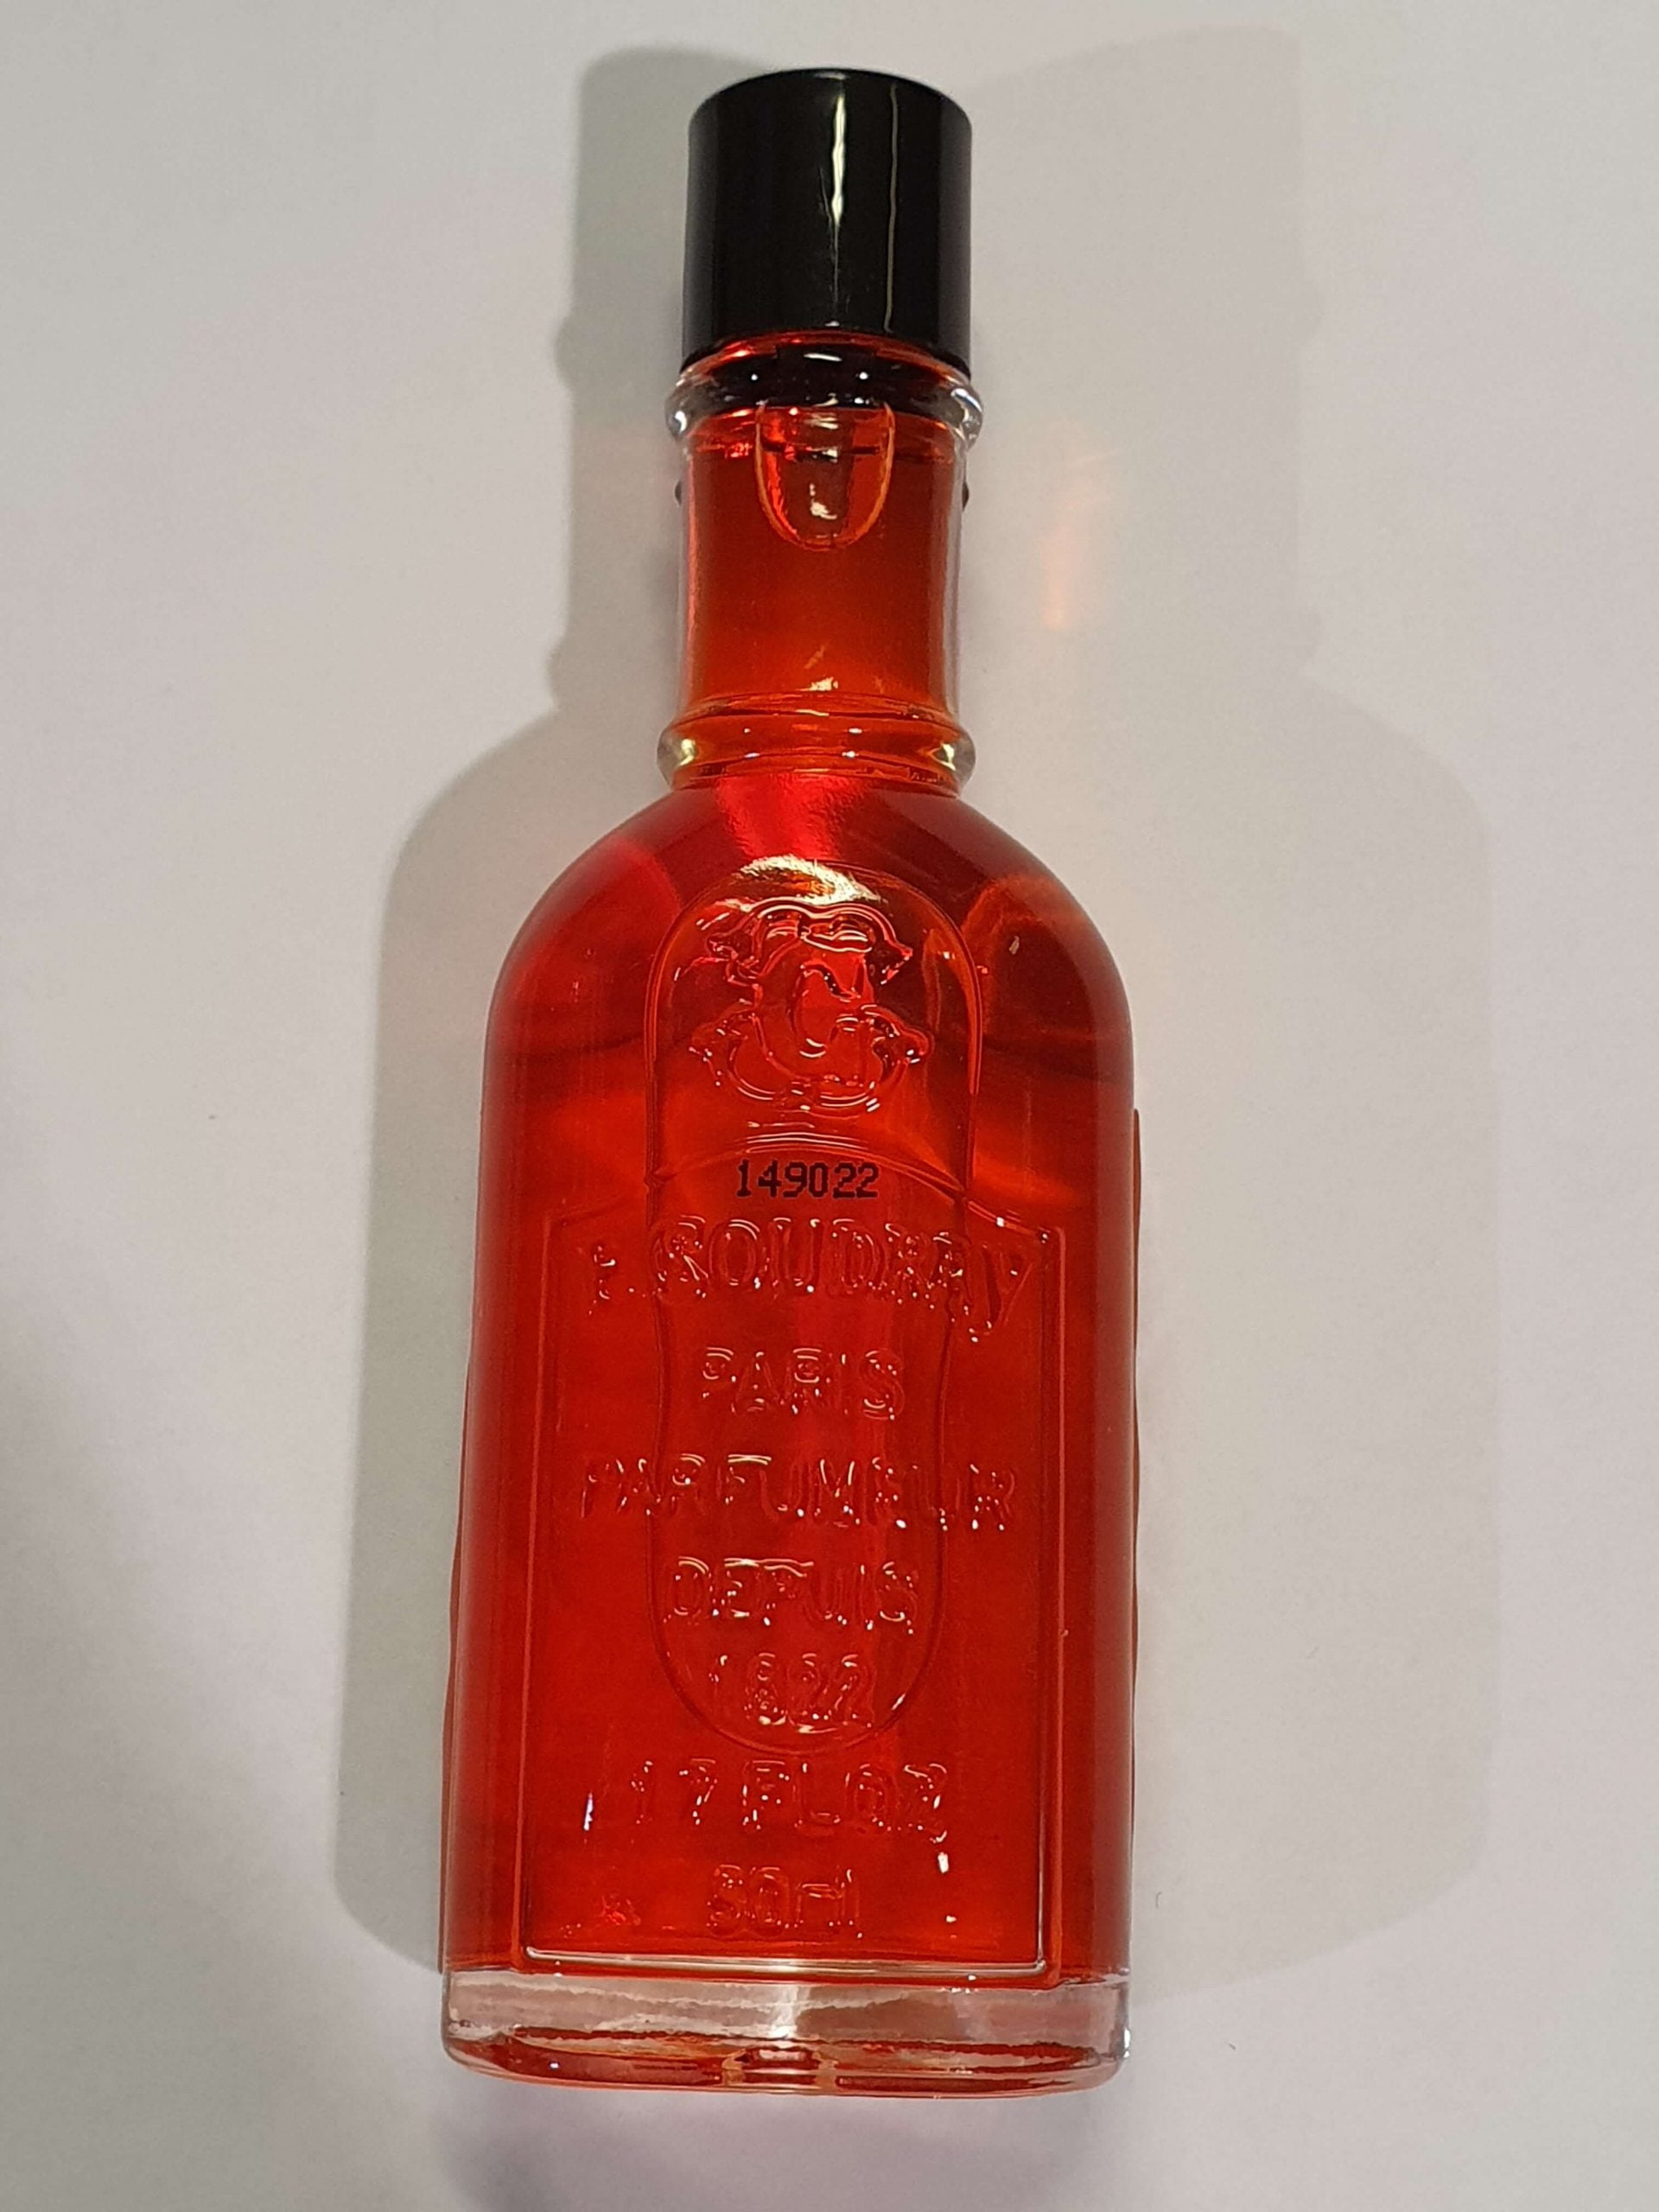 149022
E. COUDRAY
PARIS
PARFUMEUR
DEPUIS
1822
1 7 FL OZ
50ml